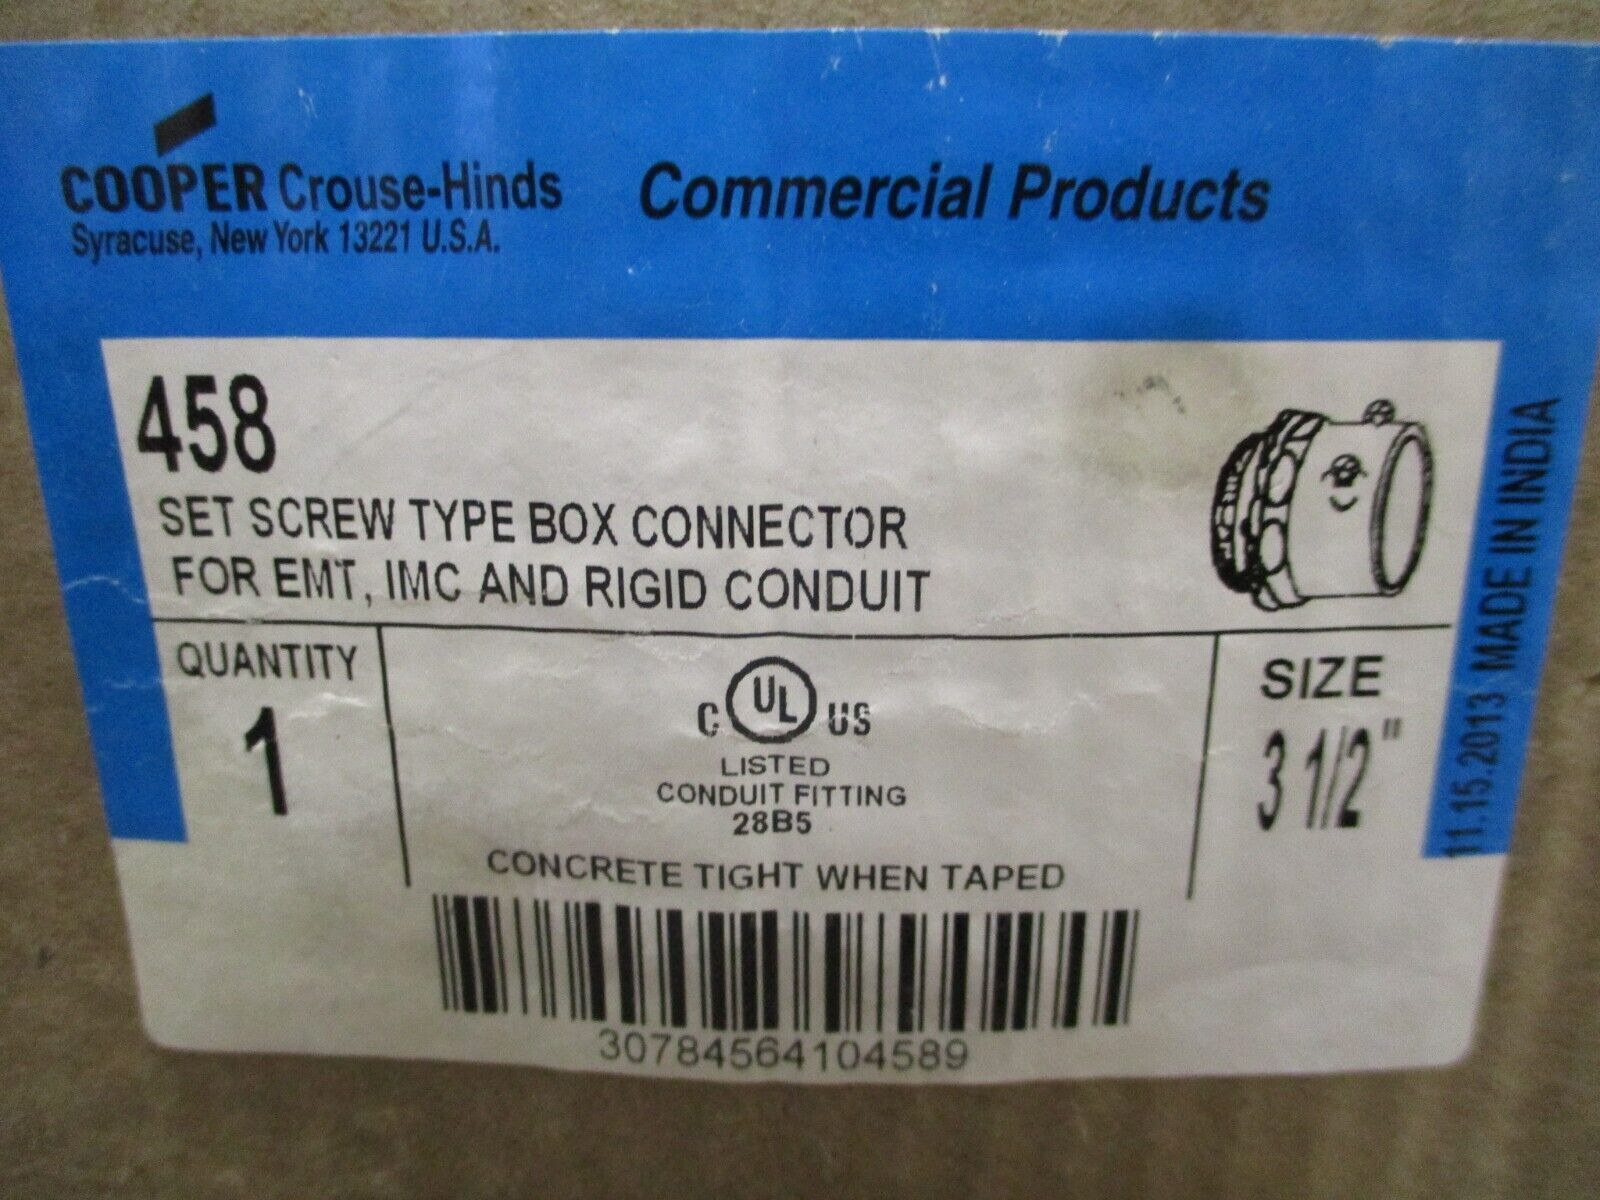 COOPER Crouse-Hinds Commercial Products
Syracuse, New York 13221 U.S.A.
458
SET SCREW TYPE BOX CONNECTOR
FOR EMT, IMC AND RIGID CONDUIT
QUANTITY
1
C UL US
LISTED
CONDUIT FITTING
28B5
CONCRETE TIGHT WHEN TAPED
SIZE
3 1/2"
11.15.2013 MADE IN INDIA
30784564104589